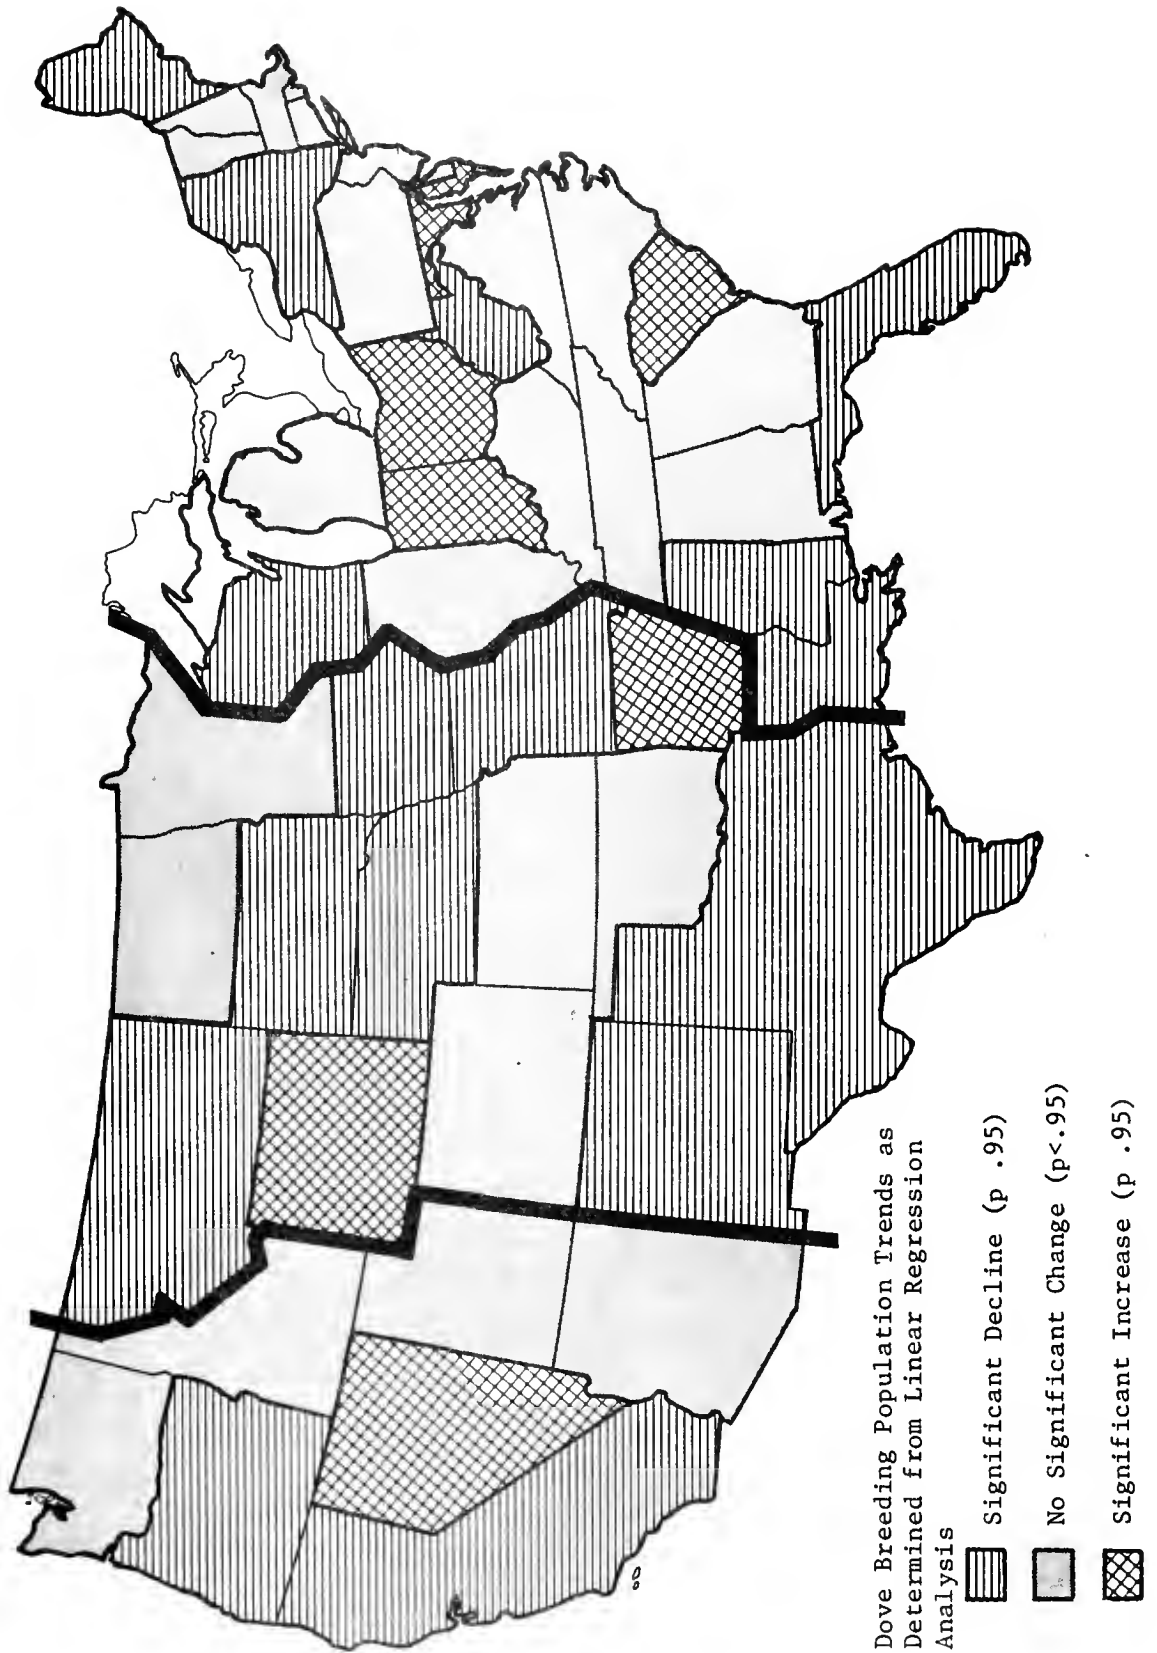 Dove Breeding Population Trends as
Determined from Linear Regression
Analysis
Significant Decline (p .95)
No Significant Change (p<.95)
Significant Increase (p .95)